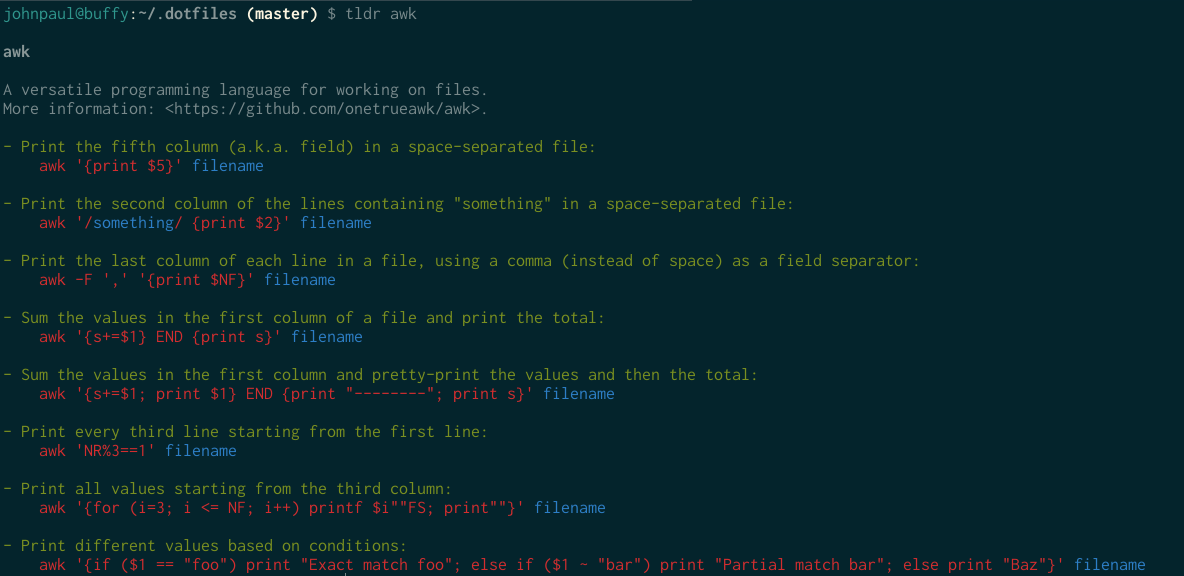 johnpaul@buffy:~/.dotfiles (master) $ tldr awk
awk
A versatile programming language for working on files.
More information: <https://github.com/onetrueawk/awk>.
- Print the fifth column (a.k.a. field) in a space-separated file:
awk '{print $5}' filename
- Print the second column of the lines containing "something" in a space-separated file:
awk '/something/ {print $2}' filename
- Print the last column of each line in a file, using a comma (instead of space) as a field separator:
awk -F ',' '{print $NF}' filename
- Sum the values in the first column of a file and print the total:
awk '{s+=$1} END {print s}' filename
- Sum the values in the first column and pretty-print the values and then the total:
awk '{s+=$1; print $1} END {print "--------"; print s}' filename
- Print every third line starting from the first line:
awk 'NR%3==1' filename
- Print all values starting from the third column:
awk '{for (i=3; i <= NF; i++) printf $i""FS; print""}' filename
- Print different values based on conditions:
awk '{if ($1 == "foo") print "Exact match foo"; else if ($1 ~ "bar") print "Partial match bar"; else print "Baz"}' filename